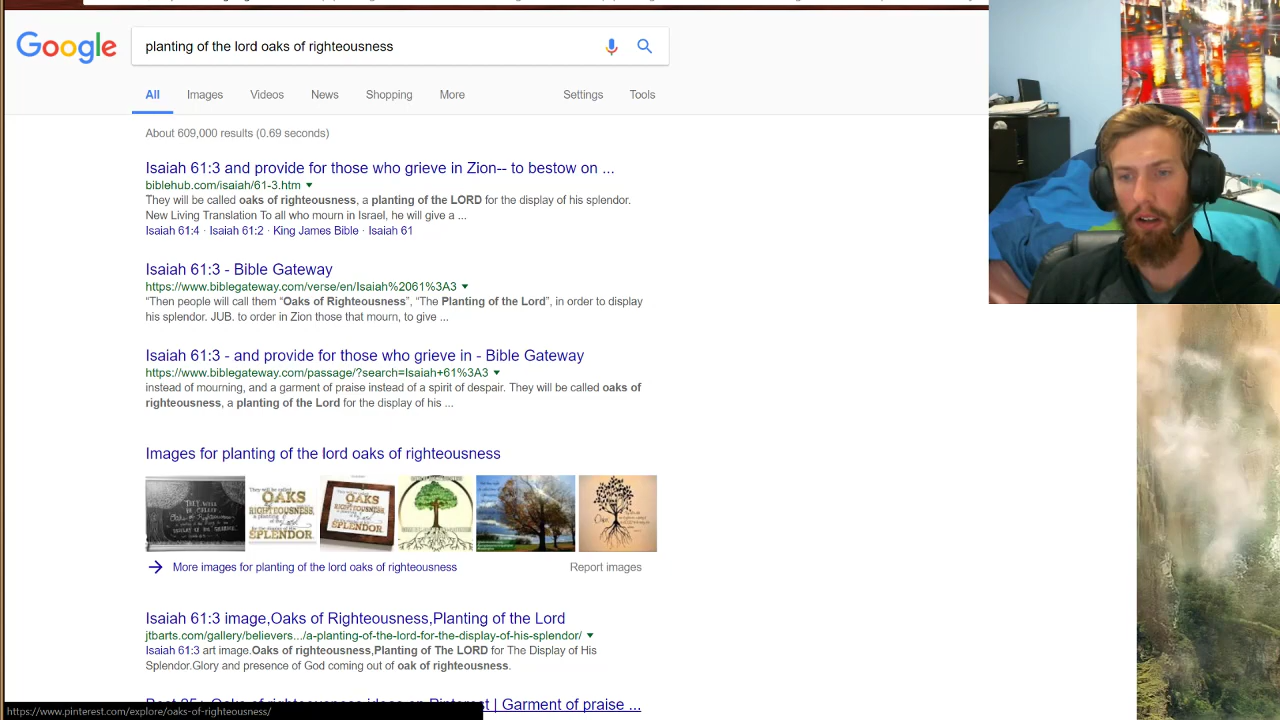 Google
planting of the lord oaks of righteousness
All Images Videos News Shopping More Settings Tools
About 609,000 results (0.69 seconds)
Isaiah 61:3 and provide for those who grieve in Zion-- to bestow on ...
biblehub.com/isaiah/61-3.htm
They will be called oaks of righteousness, a planting of the LORD for the display of his splendor.
New Living Translation To all who mourn in Israel, he will give a ...
Isaiah 61:4 · Isaiah 61:2 · King James Bible · Isaiah 61
Isaiah 61:3 - Bible Gateway
https://www.biblegateway.com/verse/en/Isaiah%2061%3A3
“Then people will call them “Oaks of Righteousness”, “The Planting of the Lord”, in order to display
his splendor. JUB. to order in Zion those that mourn, to give ...
Isaiah 61:3 - and provide for those who grieve in - Bible Gateway
https://www.biblegateway.com/passage/?search=Isaiah+61%3A3
instead of mourning, and a garment of praise instead of a spirit of despair. They will be called oaks of
righteousness, a planting of the Lord for the display of his ...
Images for planting of the lord oaks of righteousness
THEY WILL
BE CALLED
OAKS
RIGHTEOUSNESS
SPLENDOR
OAKS
RIGHTEOUSNESS
SPLENDOR
More images for planting of the lord oaks of righteousness Report images
Isaiah 61:3 image,Oaks of Righteousness,Planting of the Lord
jtbarts.com/gallery/believers.../a-planting-of-the-lord-for-the-display-of-his-splendor/
Isaiah 61:3 art image.Oaks of righteousness,Planting of The LORD for The Display of His
Splendor.Glory and presence of God coming out of oak of righteousness.
Best 25+ Oaks of righteousness ideas on Pinterest | Garment of praise ...
https://www.pinterest.com/explore/oaks-of-righteousness/